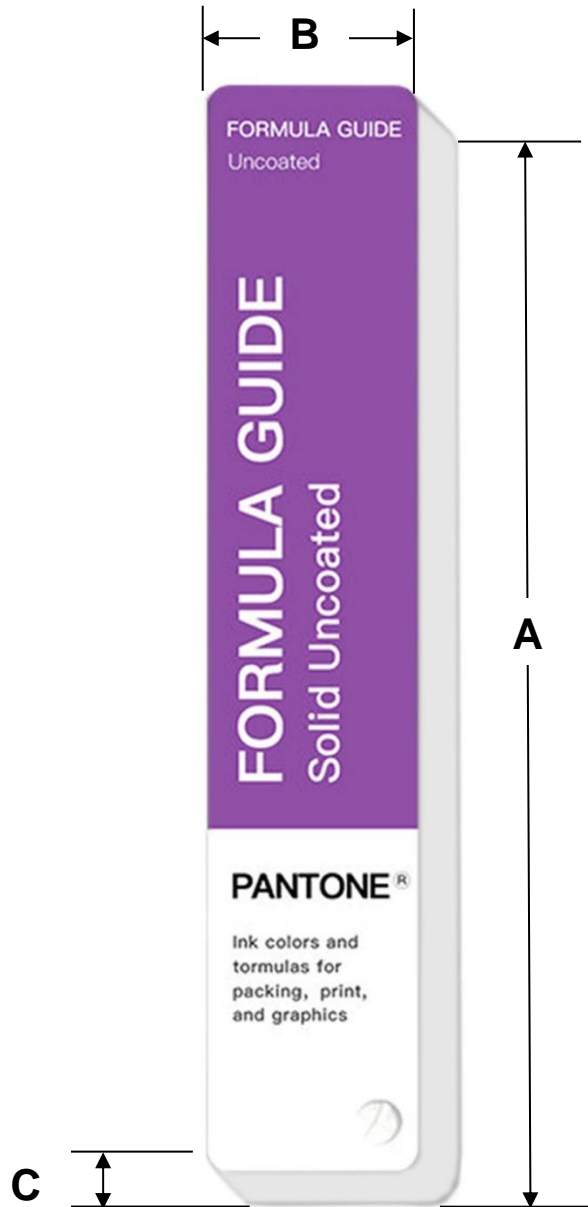 B
FORMULA GUIDE
Uncoated
FORMULA GUIDE
Solid Uncoated
A
PANTONE®
Ink colors and
tormulas for
packing, print,
and graphics
C